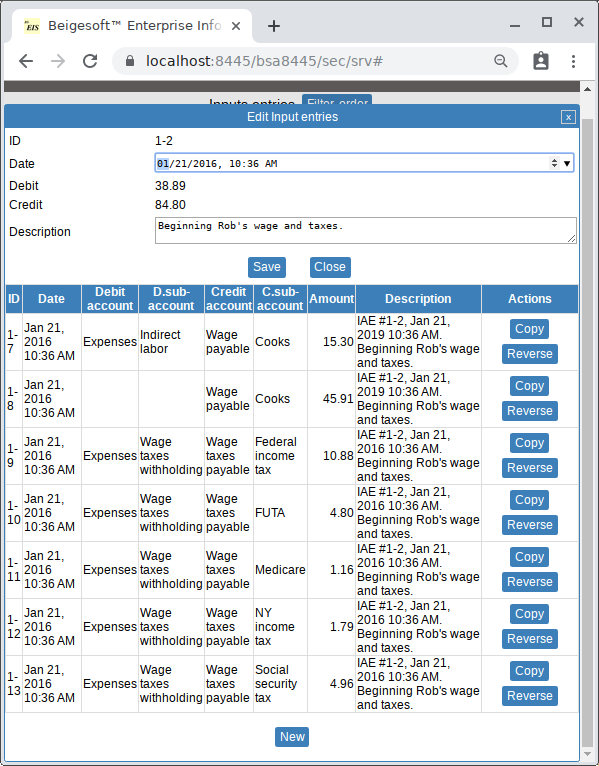 EIS Beigesoft™ Enterprise Info
localhost:8445/bsa8445/sec/srv#
Inputs entries Filter, order
Edit Input entries x
ID 1-2
Date 01/21/2016, 10:36 AM
Debit 38.89
Credit 84.80
Description Beginning Rob's wage and taxes.
Save Close
ID Date Debit account D.sub-account Credit account C.sub-account Amount Description Actions
1-7 Jan 21, 2016 10:36 AM Expenses Indirect labor Wage payable Cooks 15.30 IAE #1-2, Jan 21, 2019 10:36 AM. Beginning Rob's wage and taxes. Copy Reverse
1-8 Jan 21, 2016 10:36 AM Wage payable Cooks 45.91 IAE #1-2, Jan 21, 2019 10:36 AM. Beginning Rob's wage and taxes. Copy Reverse
1-9 Jan 21, 2016 10:36 AM Expenses Wage taxes withholding Wage taxes payable Federal income tax 10.88 IAE #1-2, Jan 21, 2016 10:36 AM. Beginning Rob's wage and taxes. Copy Reverse
1-10 Jan 21, 2016 10:36 AM Expenses Wage taxes withholding Wage taxes payable FUTA 4.80 IAE #1-2, Jan 21, 2016 10:36 AM. Beginning Rob's wage and taxes. Copy Reverse
1-11 Jan 21, 2016 10:36 AM Expenses Wage taxes withholding Wage taxes payable Medicare 1.16 IAE #1-2, Jan 21, 2016 10:36 AM. Beginning Rob's wage and taxes. Copy Reverse
1-12 Jan 21, 2016 10:36 AM Expenses Wage taxes withholding Wage taxes payable NY income tax 1.79 IAE #1-2, Jan 21, 2016 10:36 AM. Beginning Rob's wage and taxes. Copy Reverse
1-13 Jan 21, 2016 10:36 AM Expenses Wage taxes withholding Wage taxes payable Social security tax 4.96 IAE #1-2, Jan 21, 2016 10:36 AM. Beginning Rob's wage and taxes. Copy Reverse
New